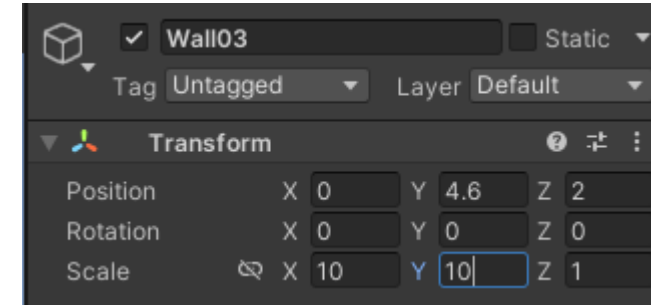 Wall03 Static
Tag Untagged Layer Default
Transform
Position X 0 Y 4.6 Z 2
Rotation X 0 Y 0 Z 0
Scale X 10 Y 10 Z 1